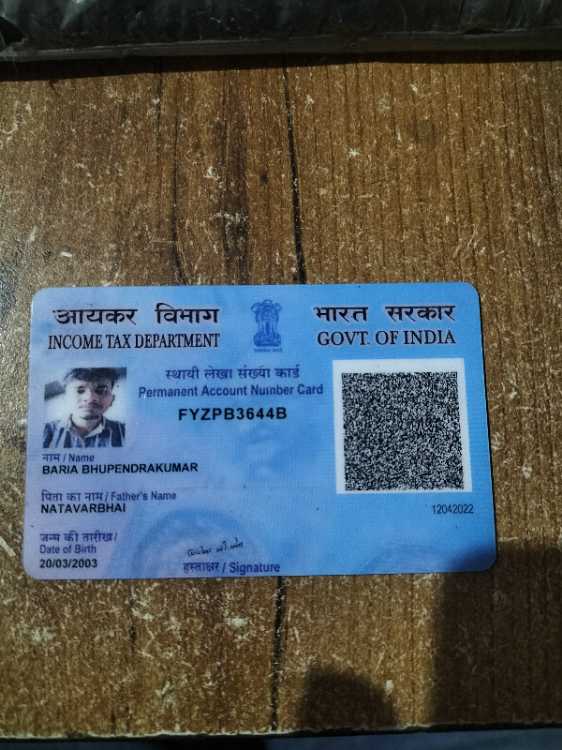 आयकर विभाग
INCOME TAX DEPARTMENT
भारत सरकार
GOVT. OF INDIA
स्थायी लेखा संख्या कार्ड
Permanent Account Number Card
FYZPB3644B
नाम / Name
BARIA BHUPENDRAKUMAR
पिता का नाम / Father's Name
NATAVARBHAI
जन्म की तारीख /
Date of Birth
20/03/2003
हस्ताक्षर / Signature
12042022